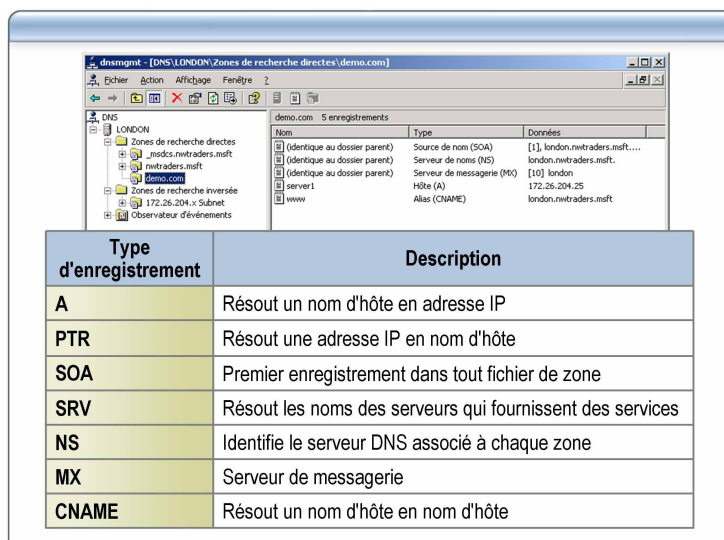 dnsmgmt - [DNS\LONDON\Zones de recherche directes\demo.com]
Fichier Action Affichage Fenêtre ?
DNS
LONDON
Zones de recherche directes
_msdcs.nwtraders.msft
nwtraders.msft
demo.com
Zones de recherche inversée
172.26.204.x Subnet
Observateur d'événements
demo.com 5 enregistrements
Nom Type Données
(identique au dossier parent) Source de nom (SOA) [1], london.nwtraders.msft....
(identique au dossier parent) Serveur de noms (NS) london.nwtraders.msft.
(identique au dossier parent) Serveur de messagerie (MX) [10] london
server1 Hôte (A) 172.26.204.25
www Alias (CNAME) london.nwtraders.msft
Type d'enregistrement Description
A Résout un nom d'hôte en adresse IP
PTR Résout une adresse IP en nom d'hôte
SOA Premier enregistrement dans tout fichier de zone
SRV Résout les noms des serveurs qui fournissent des services
NS Identifie le serveur DNS associé à chaque zone
MX Serveur de messagerie
CNAME Résout un nom d'hôte en nom d'hôte